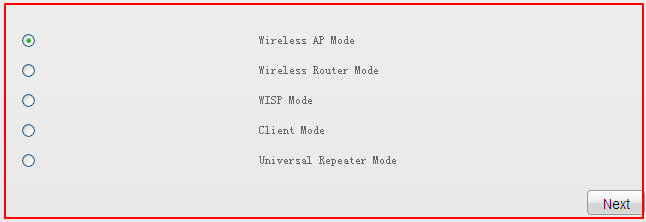 Wireless AP Mode
Wireless Router Mode
WISP Mode
Client Mode
Universal Repeater Mode
Next